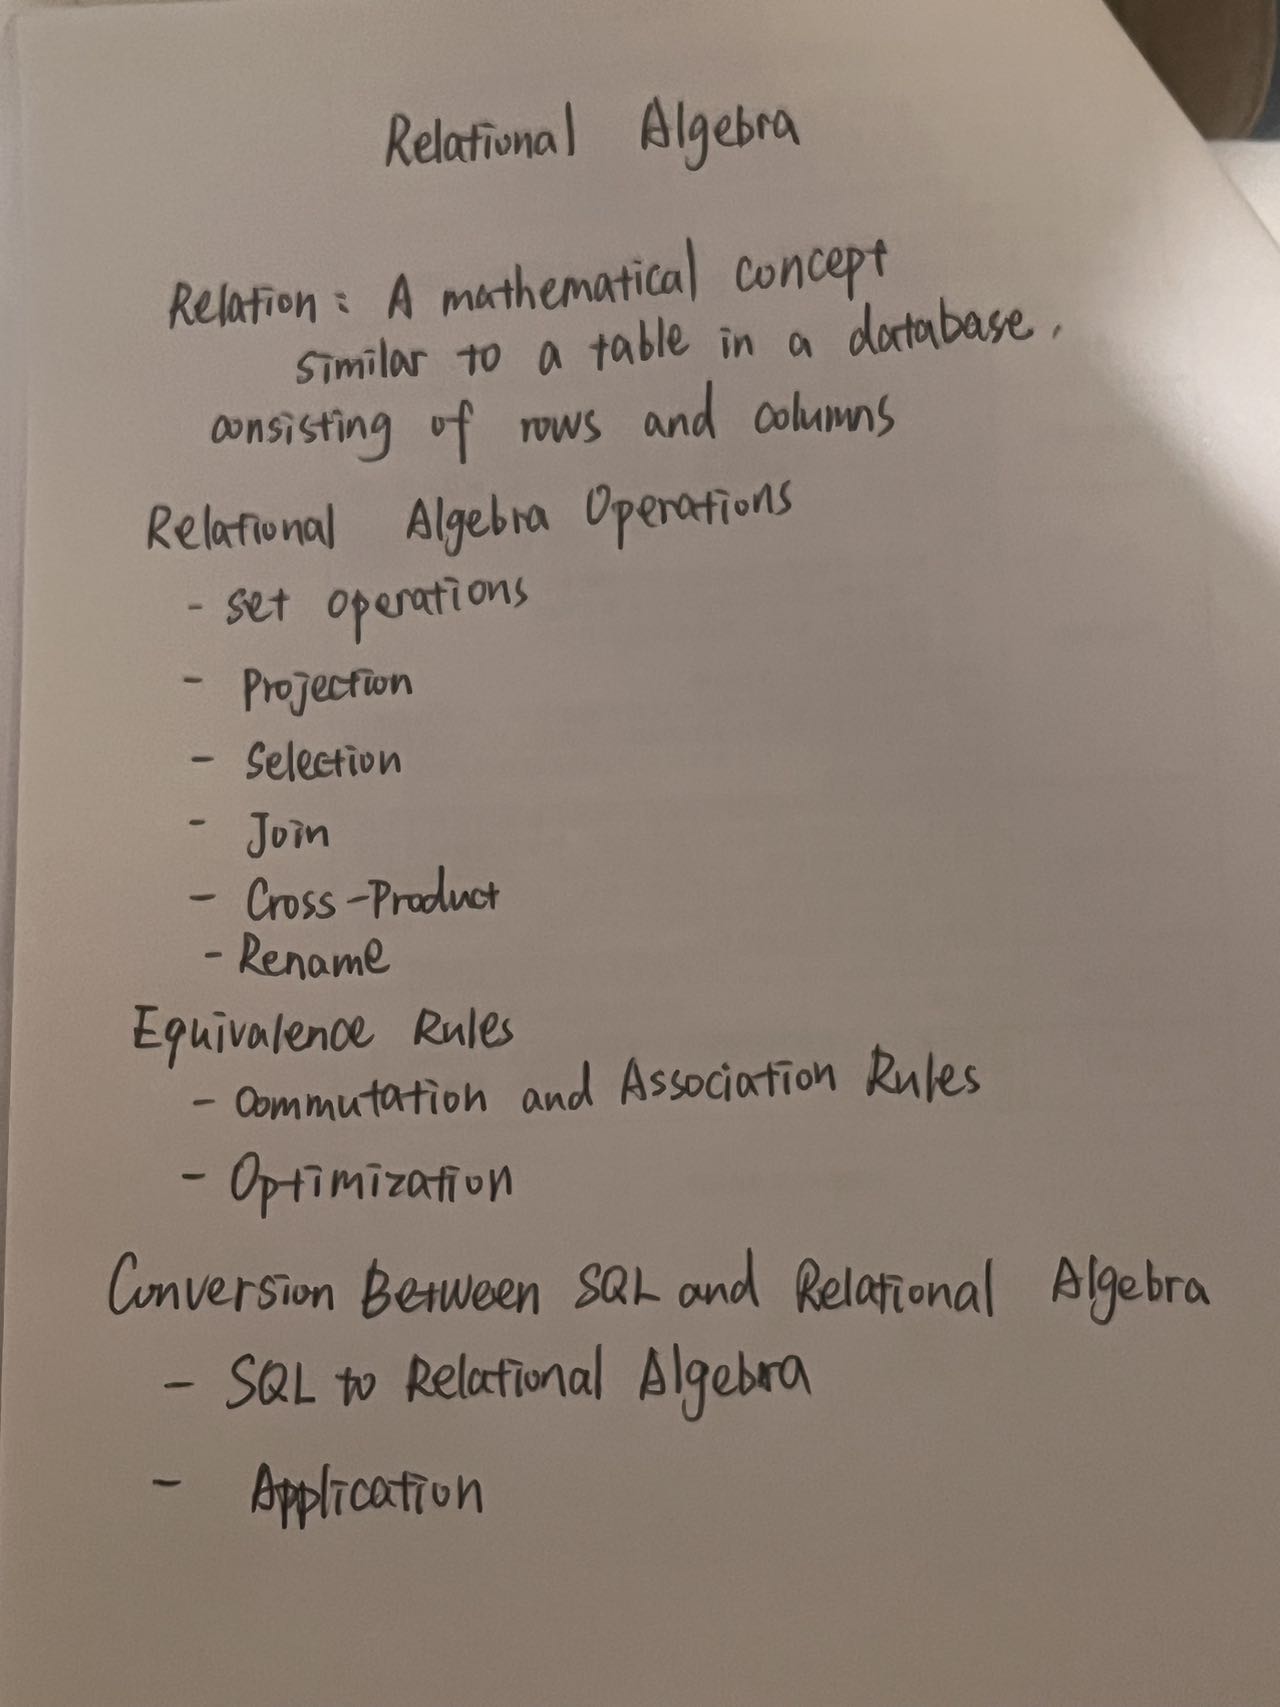 Relational Algebra
Relation: A mathematical concept
similar to a table in a database,
consisting of rows and columns
Relational Algebra Operations
- set operations
- Projection
- Selection
- Join
- Cross-Product
- Rename
Equivalence Rules
- Commutation and Association Rules
- Optimization
Conversion Between SQL and Relational Algebra
- SQL to Relational Algebra
- Application